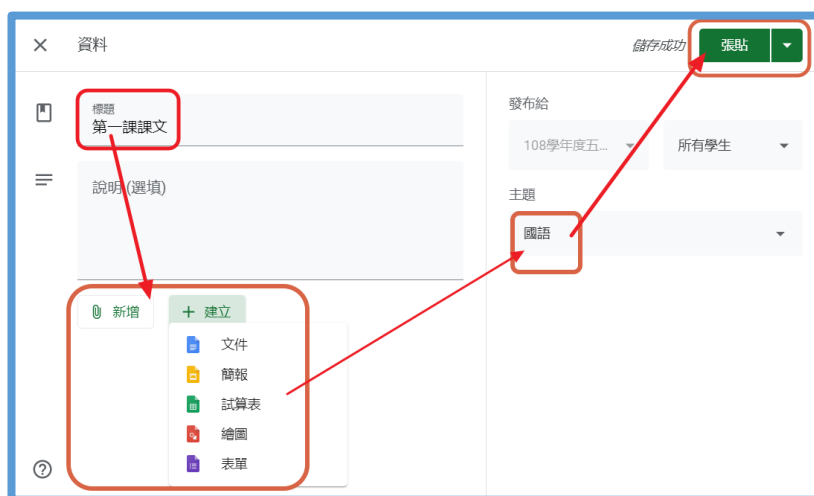 資料
儲存成功
張貼
標題
第一課課文
說明 (選填)
新增
建立
文件
簡報
試算表
繪圖
表單
發布給
108學年度五...
所有學生
主題
國語